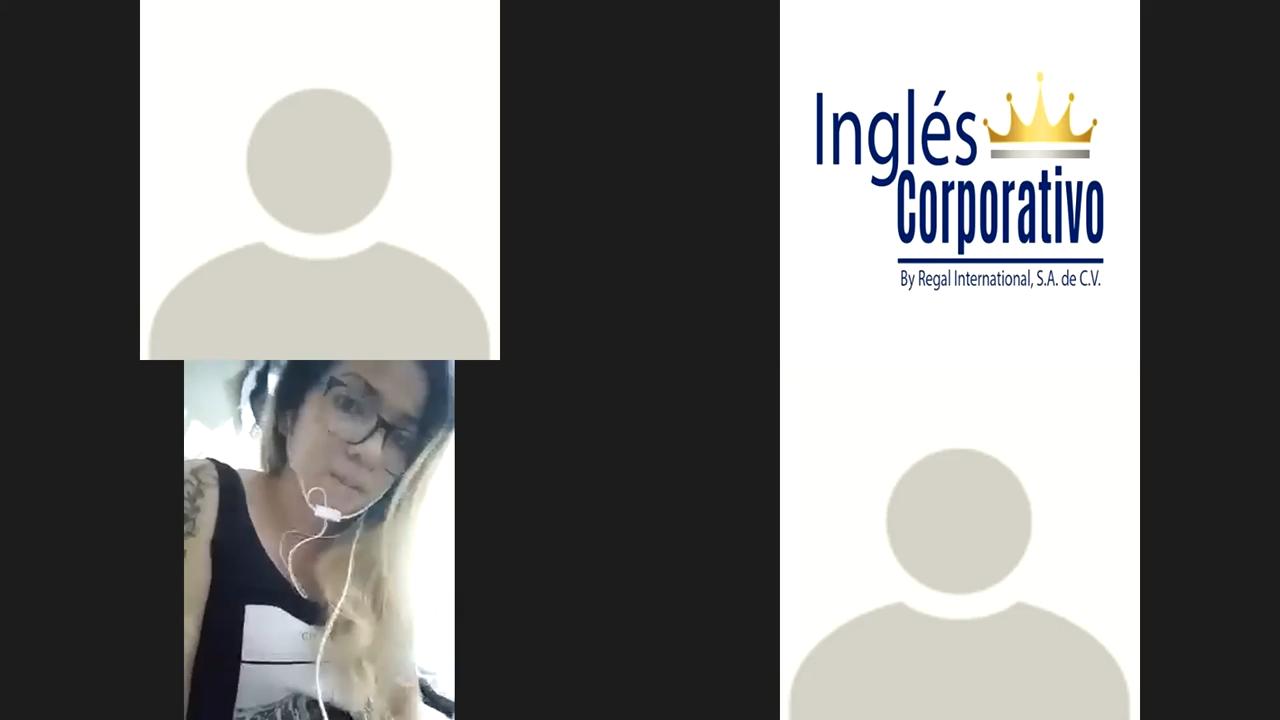 Inglés
Corporativo
By Regal International, S.A. de C.V.